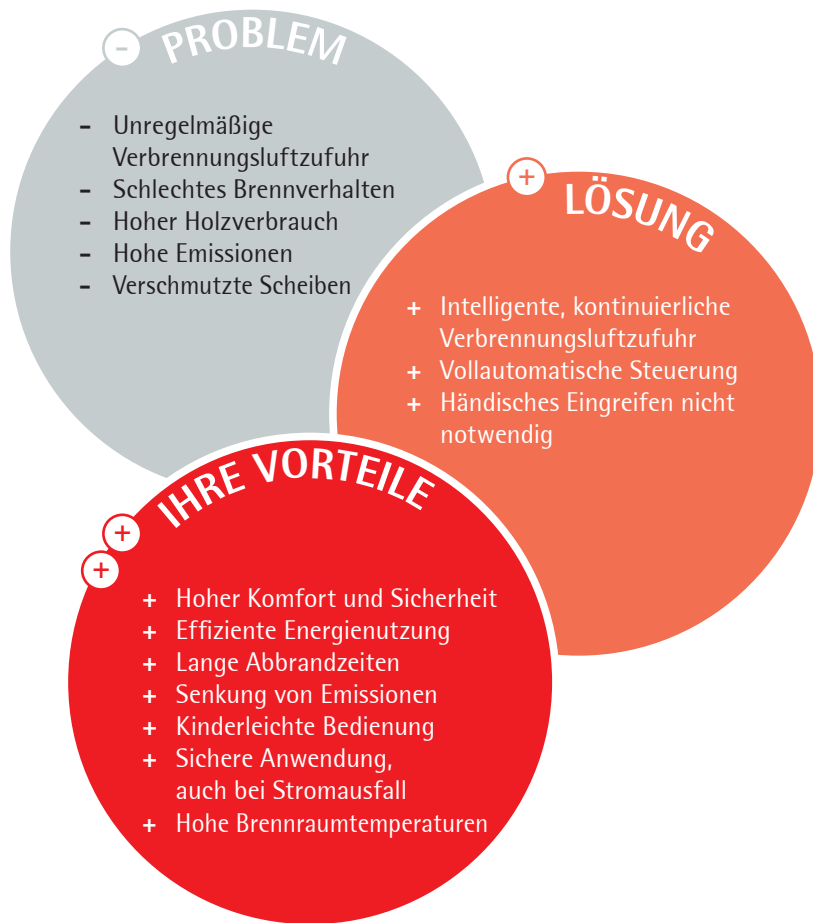 -
PROBLEM
- Unregelmäßige
Verbrennungsluftzufuhr
- Schlechtes Brennverhalten
- Hoher Holzverbrauch
- Hohe Emissionen
- Verschmutzte Scheiben
+
LÖSUNG
+ Intelligente, kontinuierliche
Verbrennungsluftzufuhr
+ Vollautomatische Steuerung
+ Händisches Eingreifen nicht
notwendig
+
+
IHRE VORTEILE
+ Hoher Komfort und Sicherheit
+ Effiziente Energienutzung
+ Lange Abbrandzeiten
+ Senkung von Emissionen
+ Kinderleichte Bedienung
+ Sichere Anwendung,
auch bei Stromausfall
+ Hohe Brennraumtemperaturen